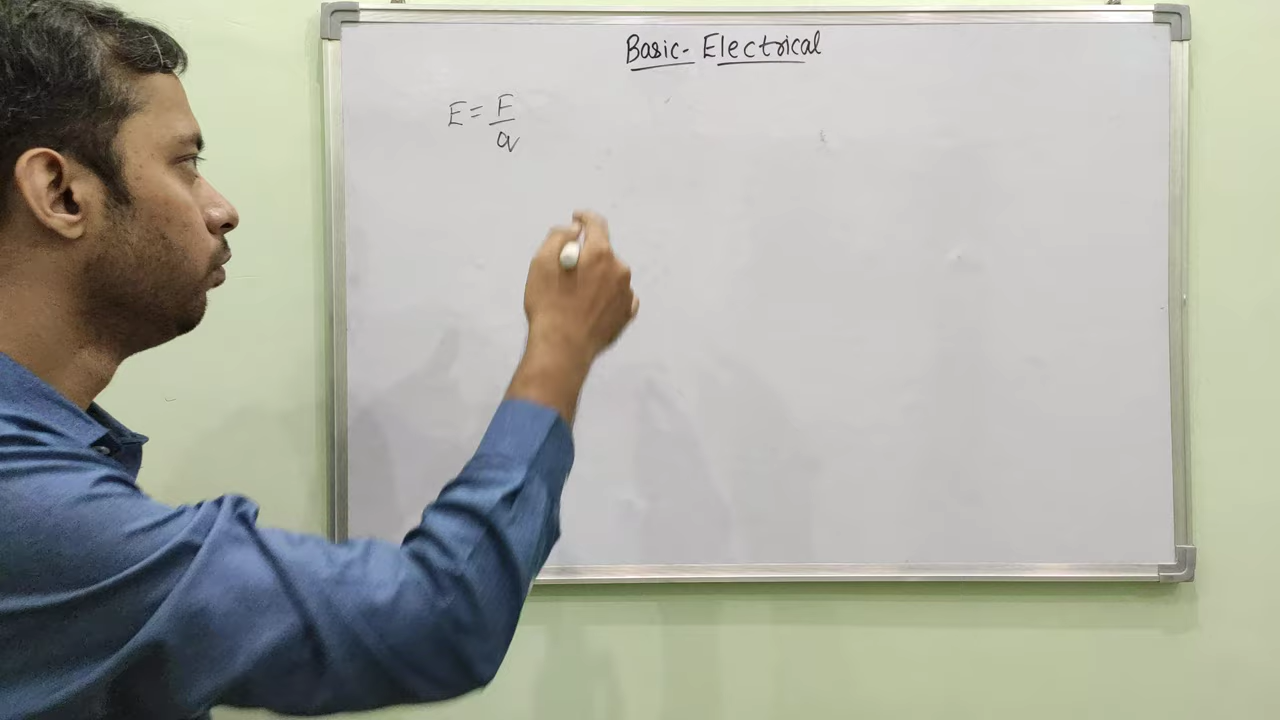 Basic- Electrical
E = F/q